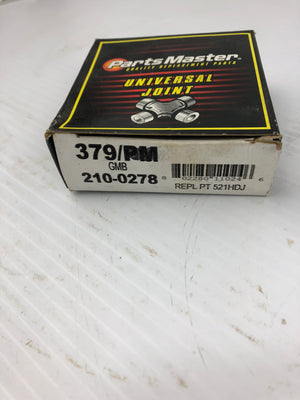 PartsMaster
QUALITY REPLACEMENT PARTS
UNIVERSAL
JOINT
379/PM
GMB
210-0278
REPL PT 521HDJ